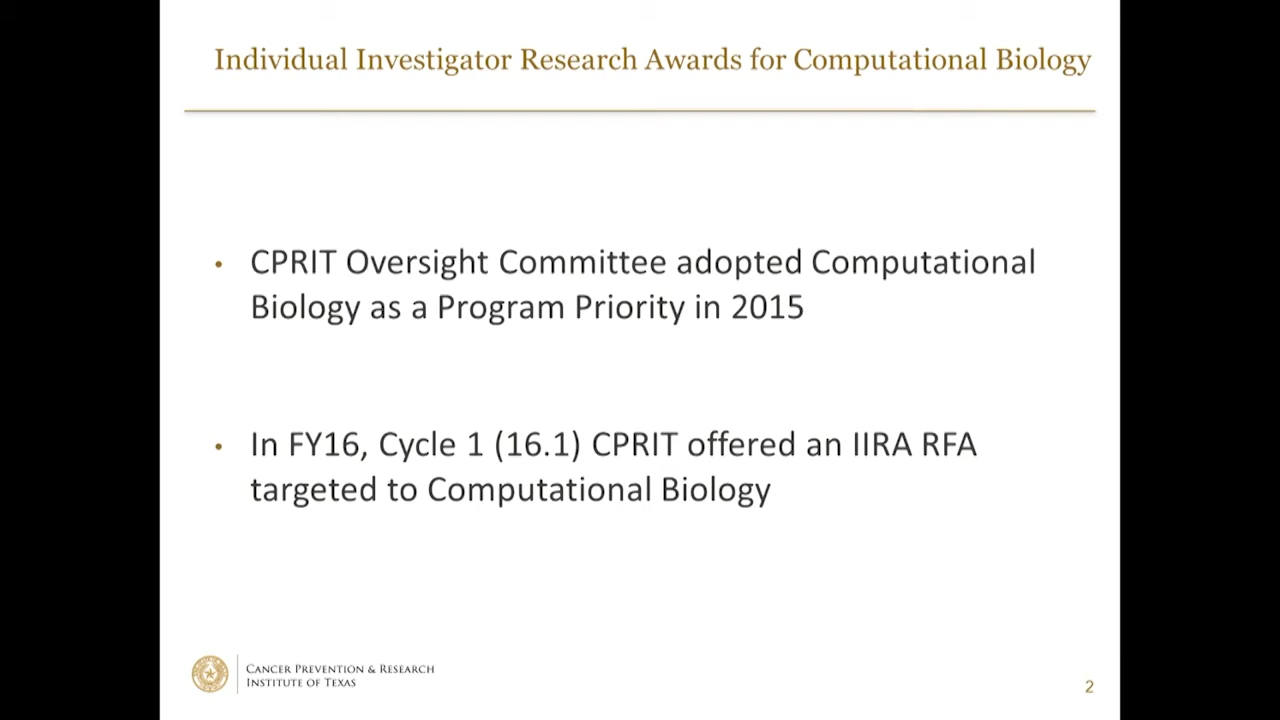 Individual Investigator Research Awards for Computational Biology
• CPRIT Oversight Committee adopted Computational
Biology as a Program Priority in 2015
• In FY16, Cycle 1 (16.1) CPRIT offered an IIRA RFA
targeted to Computational Biology
CANCER PREVENTION & RESEARCH
INSTITUTE OF TEXAS
2